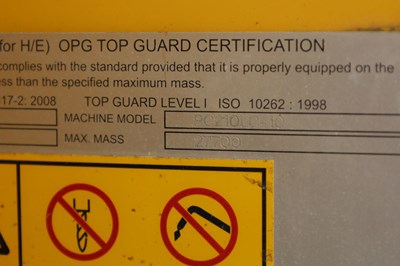 for H/E) OPG TOP GUARD CERTIFICATION
complies with the standard provided that it is properly equipped on the
ess than the specified maximum mass.
17-2: 2008 TOP GUARD LEVEL I ISO 10262 : 1998
MACHINE MODEL
MAX. MASS